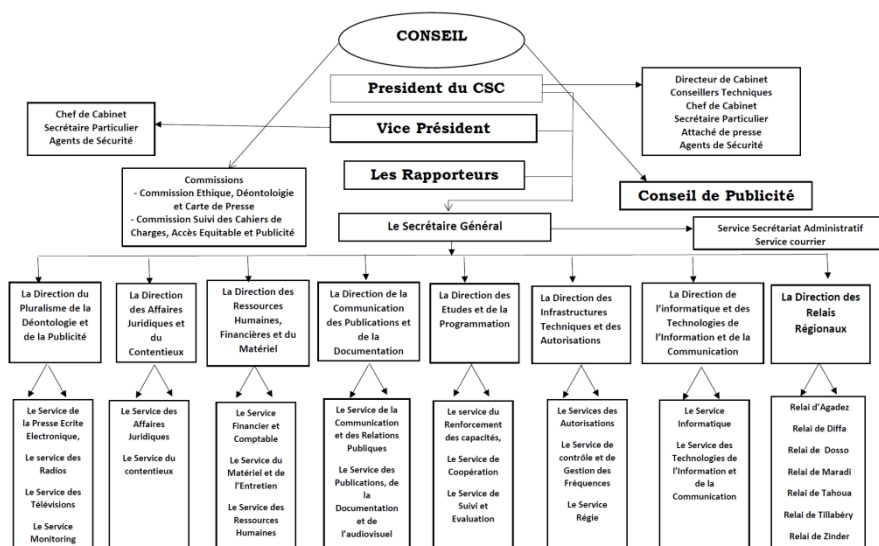 CONSEIL
President du CSC
Directeur de Cabinet
Conseillers Techniques
Chef de Cabinet
Secrétaire Particulier
Attaché de presse
Agents de Sécurité
Chef de Cabinet
Secrétaire Particulier
Agents de Sécurité
Vice Président
Les Rapporteurs
Commissions
- Commission Ethique, Déontoloigie
et Carte de Presse
- Commission Suivi des Cahiers de
Charges, Accès Equitable et Publicité
Conseil de Publicité
Le Secrétaire Général
Service Secrétariat Administratif
Service courrier
La Direction du
Pluralisme de la
Déontologie et
de la Publicité
La Direction
des Affaires
Juridiques et
du
Contentieux
La Direction des
Ressources
Humaines,
Financières et du
Matériel
La Direction de la
Communication
des Publications et
de la
Documentation
La Direction des
Etudes et de la
Programmation
La Direction des
Infrastructures
Techniques et des
Autorisations
La Direction de
l'informatique et des
Technologies de
l'Information et de la
Communication
La Direction des
Relais
Régionaux
Le Service de
la Presse Ecrite
Electronique,
Le service des
Radios
Le Service des
Télévisions
Le Service
Monitoring
Le Service des
Affaires
Juridiques
Le Service du
contentieux
Le Service
Financier et
Comptable
Le Service du
Matériel et de
l'Entretien
Le Service des
Ressources
Humaines
Le Service de la
Communication
et des Relations
Publiques
Le Service des
Publications, de la
Documentation
et de
l'audiovisuel
Le service du
Renforcement
des capacités,
Le Service de
Coopération
Le Service de
Suivi et
Evaluation
Le Services des
Autorisations
Le Service de
contrôle et de
Gestion des
Fréquences
Le Service
Régie
Le Service
Informatique
Le Service des
Technologies de
l'Information et
de la
Communication
Relai d'Agadez
Relai de Diffa
Relai de Dosso
Relai de Maradi
Relai de Tahoua
Relai de Tillabéry
Relai de Zinder